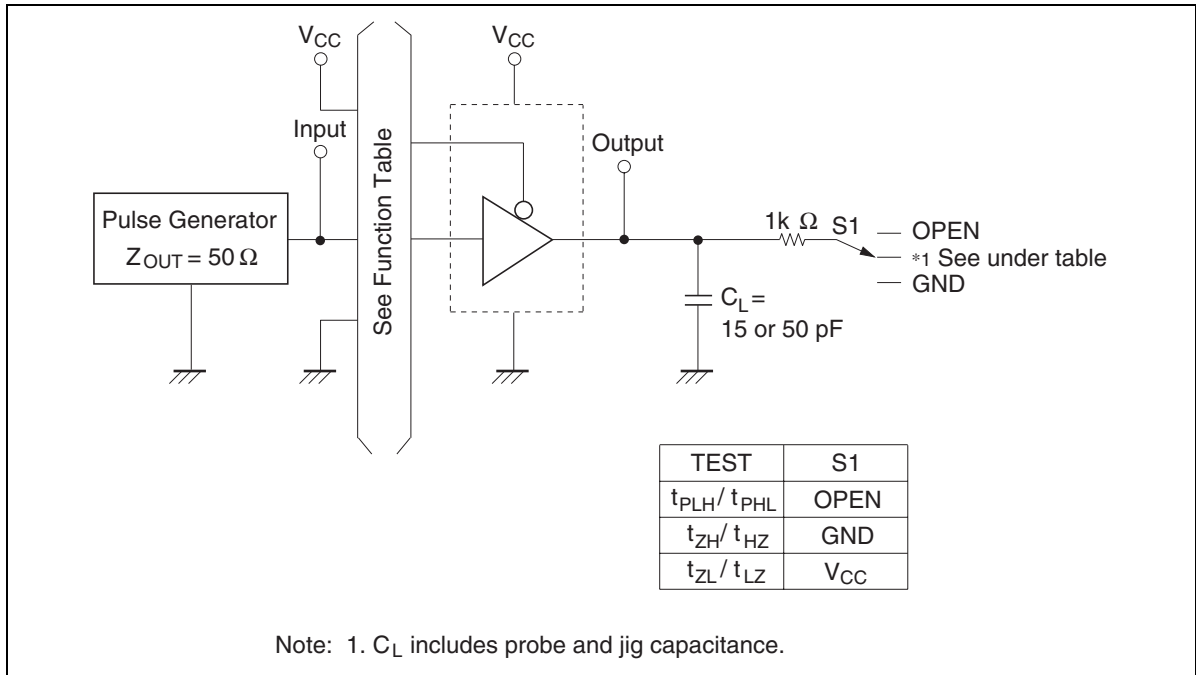 VCC
VCC
Input
Output
See Function Table
Pulse Generator
ZOUT = 50 Ω
1k Ω S1
OPEN
*1 See under table
GND
CL =
15 or 50 pF
TEST S1
tPLH / tPHL OPEN
tZH / tHZ GND
tZL / tLZ VCC
Note: 1. CL includes probe and jig capacitance.